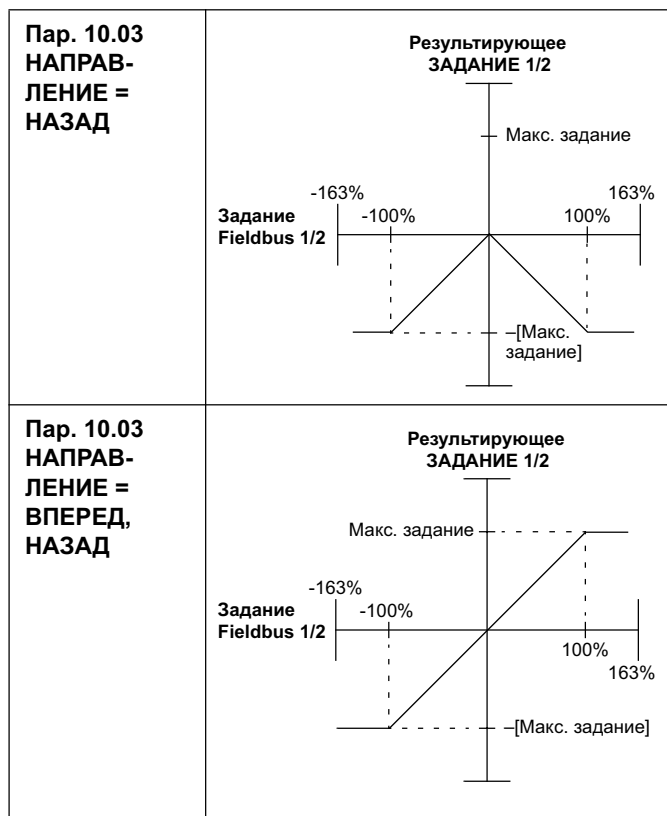 Пар. 10.03
НАПРАВ-
ЛЕНИЕ =
НАЗАД
Результирующее
ЗАДАНИЕ 1/2
Макс. задание
-163%
163%
Задание
Fieldbus 1/2
-100%
100%
–[Макс.
задание]
Пар. 10.03
НАПРАВ-
ЛЕНИЕ =
ВПЕРЕД,
НАЗАД
Результирующее
ЗАДАНИЕ 1/2
Макс. задание
-163%
Задание
Fieldbus 1/2
-100%
100%
163%
–[Макс. задание]